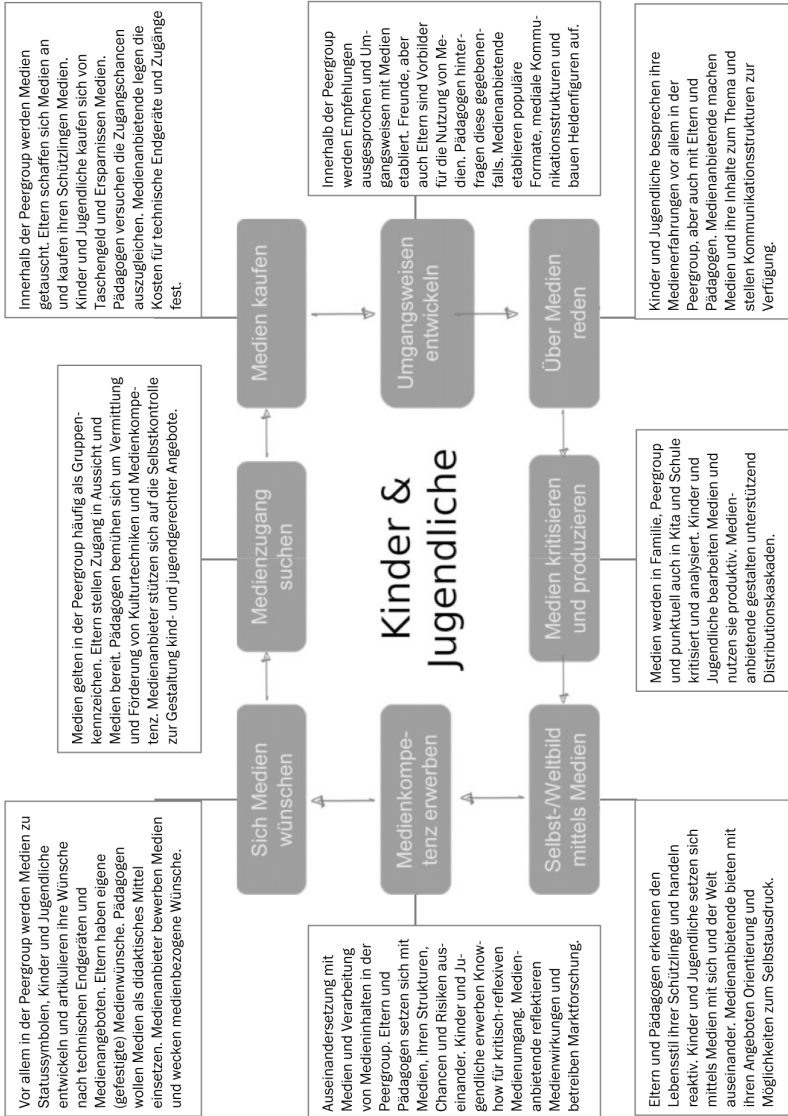 Eltern und Pädagogen erkennen den
Lebensstil ihrer Schützlinge und handeln
reaktiv. Kinder und Jugendliche setzen sich
mittels Medien mit sich und der Welt
auseinander. Medienanbietende bieten mit
ihren Angeboten Orientierung und
Möglichkeiten zum Selbstausdruck.
Auseinandersetzung mit
Medien und Verarbeitung
von Medieninhalten in der
Peergroup. Eltern und
Pädagogen setzen sich mit
Medien, ihren Strukturen,
Chancen und Risiken aus-
einander. Kinder und Ju-
gendliche erwerben Know-
how für kritisch-reflexiven
Medienumgang. Medien-
anbietende reflektieren
Medienwirkungen und
betreiben Marktforschung.
Vor allem in der Peergroup werden Medien zu
Statussymbolen, Kinder und Jugendliche
entwickeln und artikulieren ihre Wünsche
nach technischen Endgeräten und
Medienangeboten. Eltern haben eigene
(gefestigte) Medienwünsche. Pädagogen
wollen Medien als didaktisches Mittel
einsetzen. Medienanbieter bewerben Medien
und wecken medienbezogene Wünsche.
Selbst-/Weltbild
mittels Medien
Medienkompe-
tenz erwerben
Sich Medien
wünschen
Medien werden in Familie, Peergroup
und punktuell auch in Kita und Schule
kritisiert und analysiert. Kinder und
Jugendliche bearbeiten Medien und
nutzen sie produktiv. Medien-
anbietende gestalten unterstützend
Distributionskaskaden.
Medien kritisieren
und produzieren
Kinder &
Jugendliche
Medienzugang
suchen
Medien gelten in der Peergroup häufig als Gruppen-
kennzeichen. Eltern stellen Zugang in Aussicht und
Medien bereit. Pädagogen bemühen sich um Vermittlung
und Förderung von Kulturtechniken und Medienkompe-
tenz. Medienanbieter stützen sich auf die Selbstkontrolle
zur Gestaltung kind- und jugendgerechter Angebote.
Über Medien
reden
Umgangsweisen
entwickeln
Medien kaufen
Kinder und Jugendliche besprechen ihre
Medienerfahrungen vor allem in der
Peergroup, aber auch mit Eltern und
Pädagogen. Medienanbietende machen
Medien und ihre Inhalte zum Thema und
stellen Kommunikationsstrukturen zur
Verfügung.
Innerhalb der Peergroup
werden Empfehlungen
ausgesprochen und Um-
gangsweisen mit Medien
etabliert. Freunde, aber
auch Eltern sind Vorbilder
für die Nutzung von Me-
dien. Pädagogen hinter-
fragen diese gegebenen-
falls. Medienanbietende
etablieren populäre
Formate, mediale Kommu-
nikationsstrukturen und
bauen Heldenfiguren auf.
Innerhalb der Peergroup werden Medien
getauscht. Eltern schaffen sich Medien an
und kaufen ihren Schützlingen Medien.
Kinder und Jugendliche kaufen sich von
Taschengeld und Ersparnissen Medien.
Pädagogen versuchen die Zugangschancen
auszugleichen. Medienanbietende legen die
Kosten für technische Endgeräte und Zugänge
fest.